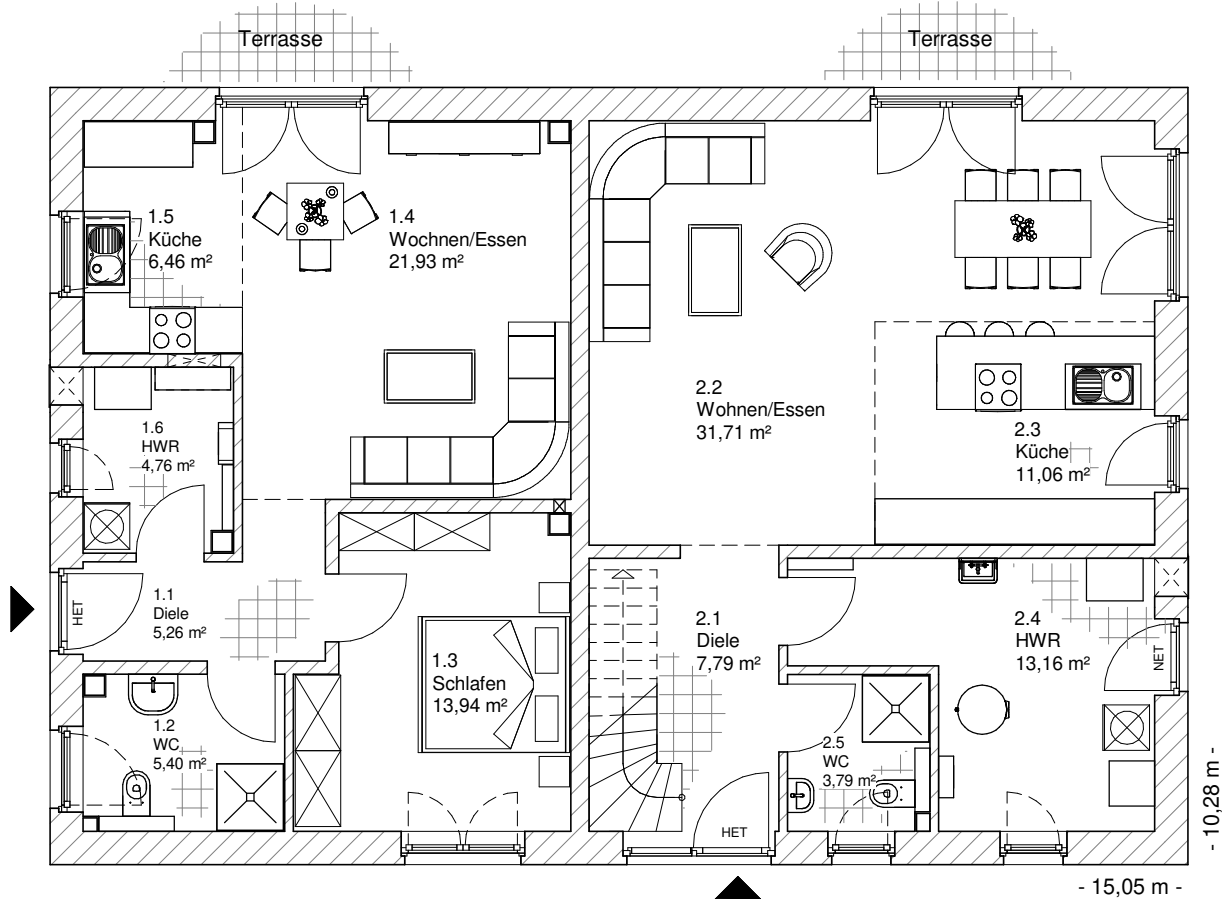 Terrasse
Terrasse
1.5
Küche
6,46 m²
1.4
Wochnen/Essen
21,93 m²
2.2
Wohnen/Essen
31,71 m²
2.3
Küche
11,06 m²
1.6
HWR
4,76 m²
HET
1.1
Diele
5,26 m²
1.3
Schlafen
13,94 m²
2.1
Diele
7,79 m²
2.4
HWR
13,16 m²
NET
1.2
WC
5,40 m²
2.5
WC
3,79 m²
HET
- 10,28 m -
- 15,05 m -